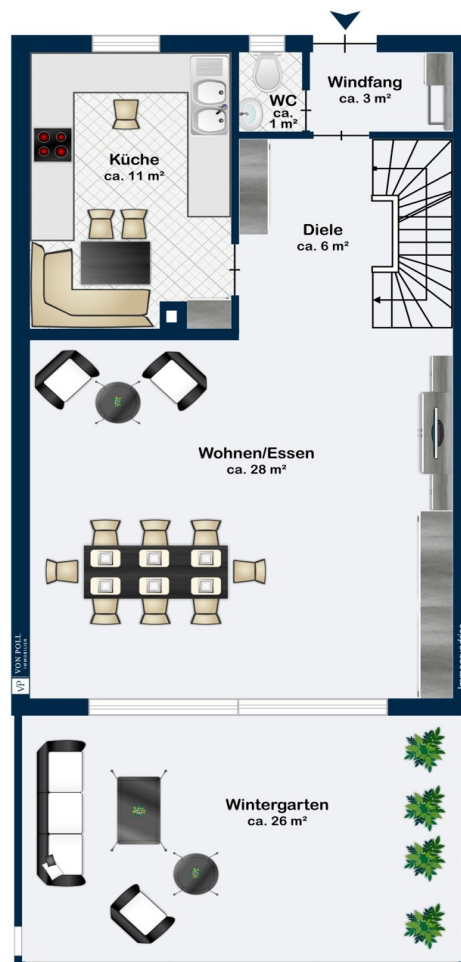 WC
ca.
1 m²
Windfang
ca. 3 m²
Küche
ca. 11 m²
Diele
ca. 6 m²
Wohnen/Essen
ca. 28 m²
VP
VON POLL
IMMOBILIEN
Wintergarten
ca. 26 m²